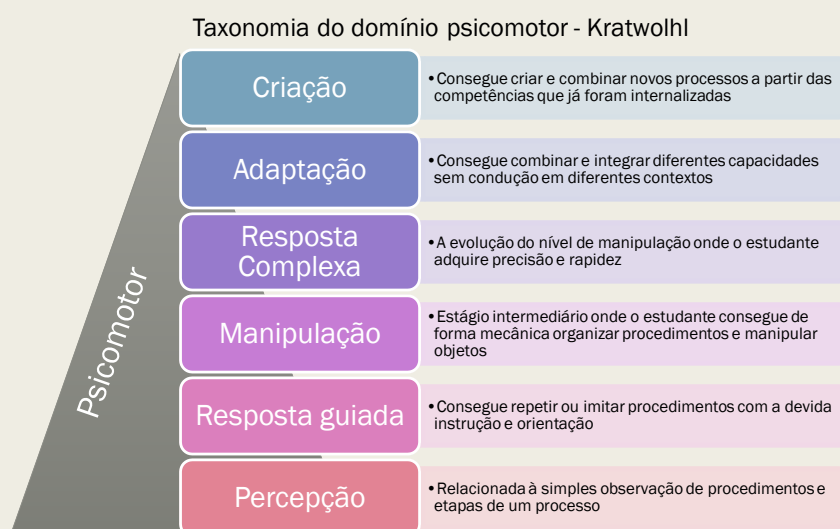 Taxonomia do domínio psicomotor - Kratwolhl
Criação
•Consegue criar e combinar novos processos a partir das
competências que já foram internalizadas
Adaptação
•Consegue combinar e integrar diferentes capacidades
sem condução em diferentes contextos
Resposta
Complexa
•A evolução do nível de manipulação onde o estudante
adquire precisão e rapidez
Manipulação
•Estágio intermediário onde o estudante consegue de
forma mecânica organizar procedimentos e manipular
objetos
Resposta guiada
•Consegue repetir ou imitar procedimentos com a devida
instrução e orientação
Percepção
•Relacionada à simples observação de procedimentos e
etapas de um processo
Psicomotor